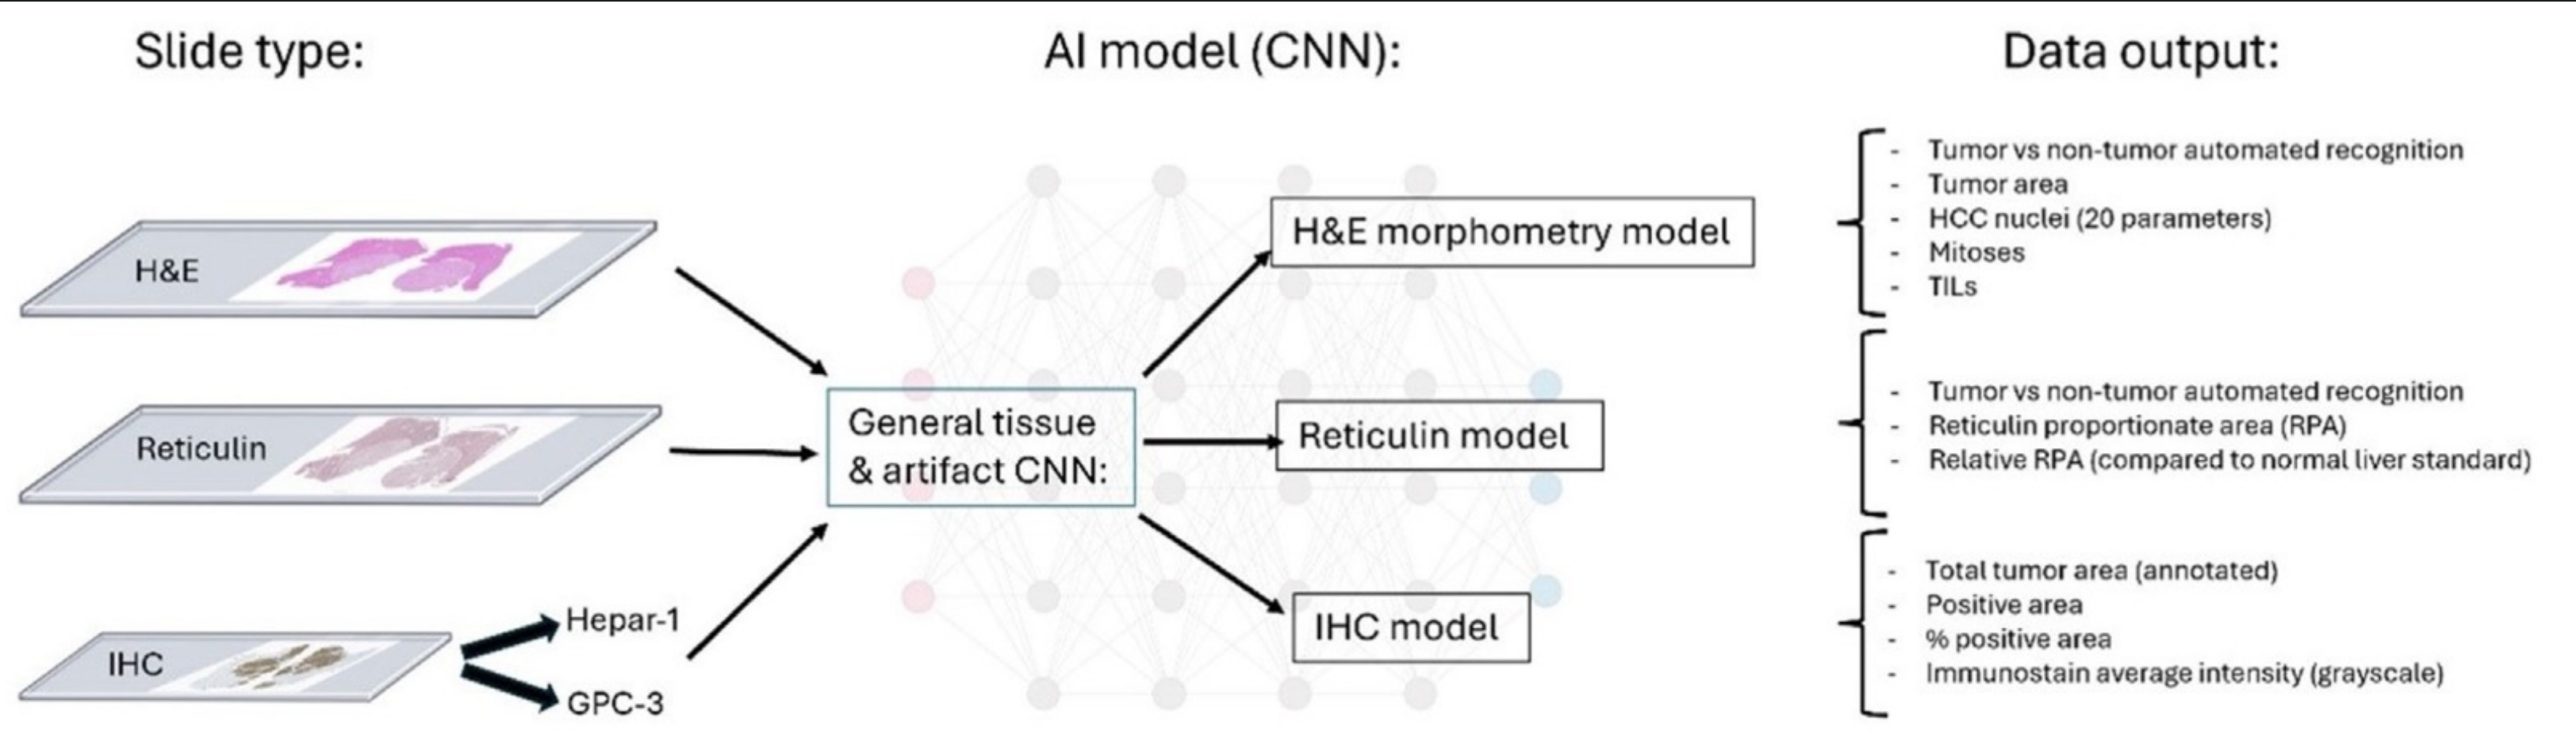 Slide type:
AI model (CNN):
Data output:
H&E
Reticulin
IHC
Hepar-1
GPC-3
General tissue
& artifact CNN:
H&E morphometry model
Reticulin model
IHC model
- Tumor vs non-tumor automated recognition
- Tumor area
- HCC nuclei (20 parameters)
- Mitoses
- TILs
- Tumor vs non-tumor automated recognition
- Reticulin proportionate area (RPA)
- Relative RPA (compared to normal liver standard)
- Total tumor area (annotated)
- Positive area
- % positive area
- Immunostain average intensity (grayscale)